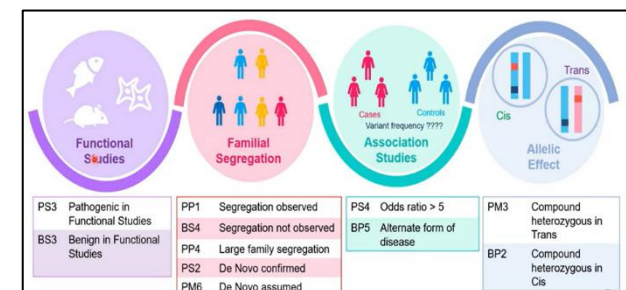 Functional
Studies
Familial
Segregation
Cases
Controls
Variant frequency ????
Association
Studies
Cis
Trans
Allelic
Effect
PS3 Pathogenic in
Functional Studies
BS3 Benign in Functional
Studies
PP1 Segregation observed
BS4 Segregation not observed
PP4 Large family segregation
PS2 De Novo confirmed
PM6 De Novo assumed
PS4 Odds ratio > 5
BP5 Alternate form of
disease
PM3 Compound
heterozygous in
Trans
BP2 Compound
heterozygous in
Cis